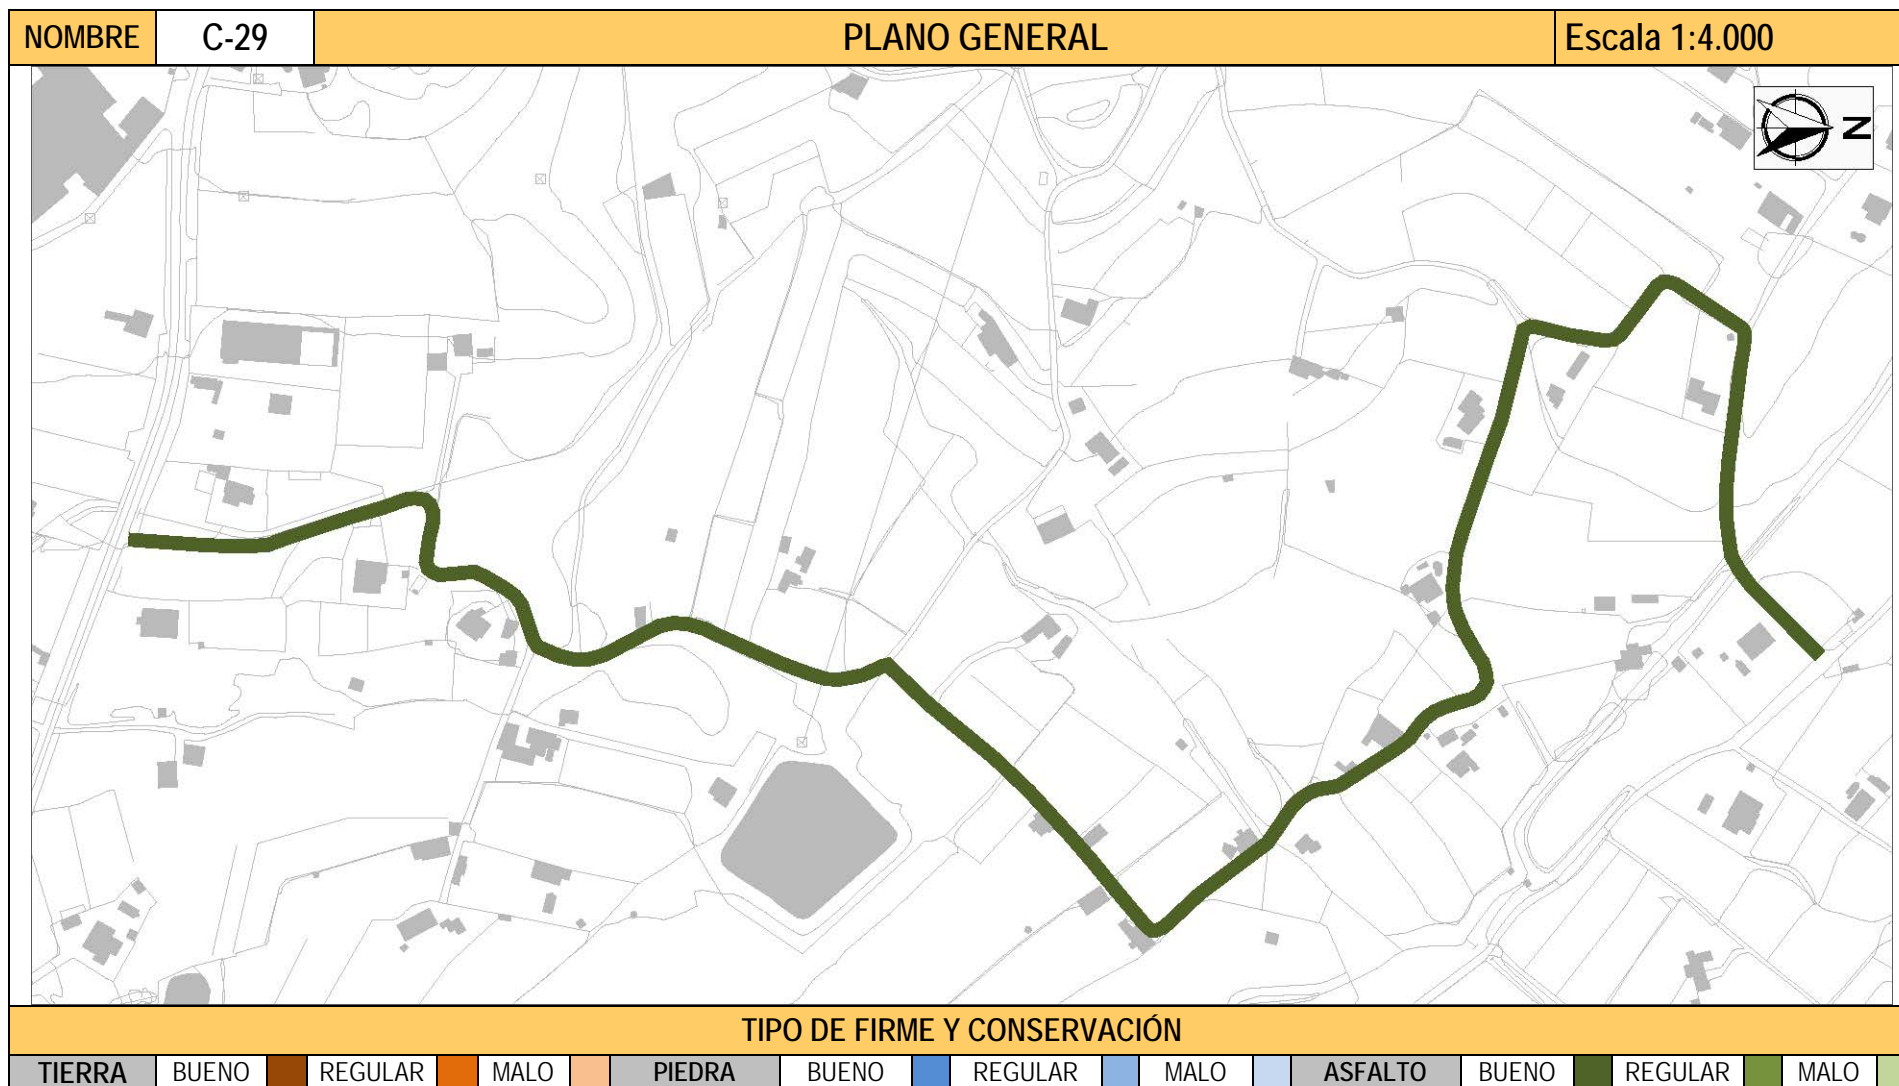 NOMBRE C-29 PLANO GENERAL Escala 1:4.000
N
TIPO DE FIRME Y CONSERVACIÓN
TIERRA BUENO REGULAR MALO PIEDRA BUENO REGULAR MALO ASFALTO BUENO REGULAR MALO